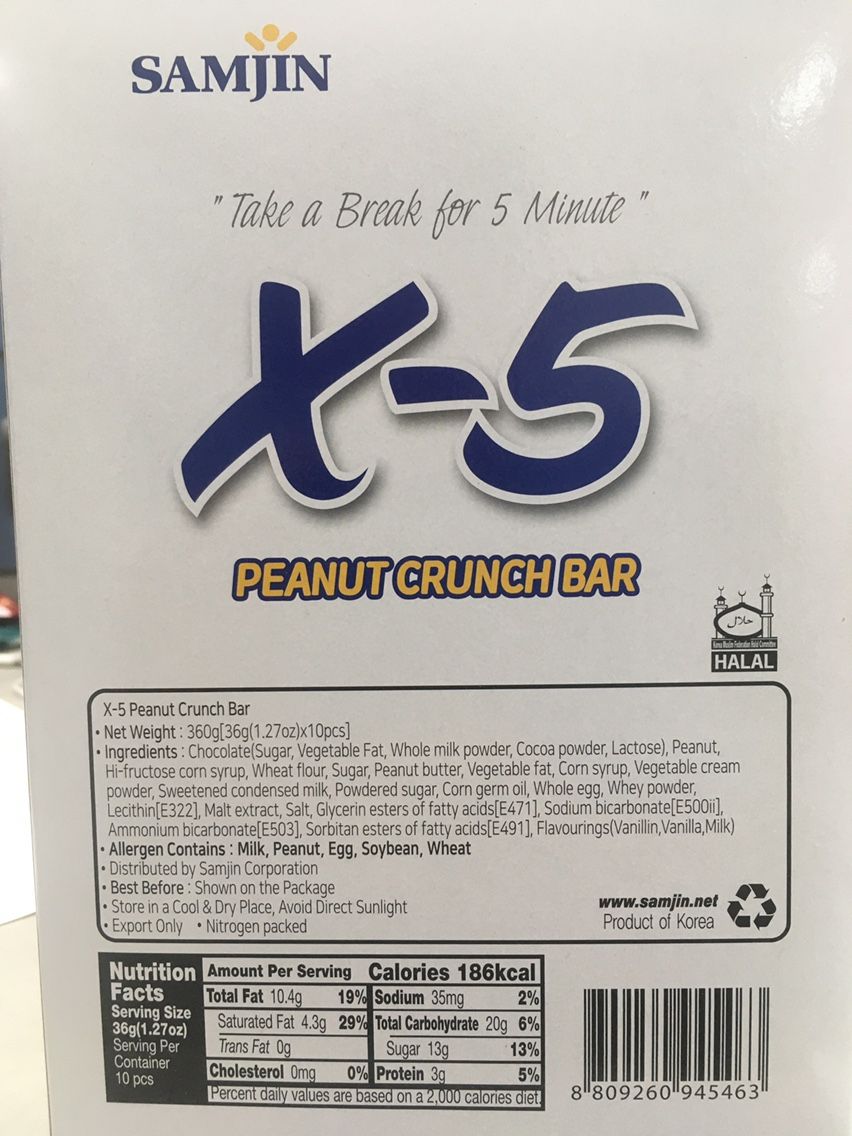 SAMJIN
" Take a Break for 5 Minute "
X-5
PEANUT CRUNCH BAR
حلال
Korea Muslim Federation Halal Committee
HALAL
X-5 Peanut Crunch Bar
• Net Weight : 360g[36g(1.27oz)x10pcs]
• Ingredients : Chocolate(Sugar, Vegetable Fat, Whole milk powder, Cocoa powder, Lactose), Peanut,
Hi-fructose corn syrup, Wheat flour, Sugar, Peanut butter, Vegetable fat, Corn syrup, Vegetable cream
powder, Sweetened condensed milk, Powdered sugar, Corn germ oil, Whole egg, Whey powder,
Lecithin[E322], Malt extract, Salt, Glycerin esters of fatty acids[E471], Sodium bicarbonate[E500ii],
Ammonium bicarbonate[E503], Sorbitan esters of fatty acids[E491], Flavourings(Vanillin,Vanilla,Milk)
• Allergen Contains : Milk, Peanut, Egg, Soybean, Wheat
• Distributed by Samjin Corporation
• Best Before : Shown on the Package
• Store in a Cool & Dry Place, Avoid Direct Sunlight
• Export Only • Nitrogen packed
www.samjin.net
Product of Korea
Nutrition Facts
Serving Size
36g(1.27oz)
Serving Per
Container
10 pcs
Amount Per Serving Calories 186kcal
Total Fat 10.4g 19% Sodium 35mg 2%
Saturated Fat 4.3g 29% Total Carbohydrate 20g 6%
Trans Fat 0g Sugar 13g 13%
Cholesterol 0mg 0% Protein 3g 5%
Percent daily values are based on a 2,000 calories diet.
8 809260 945463